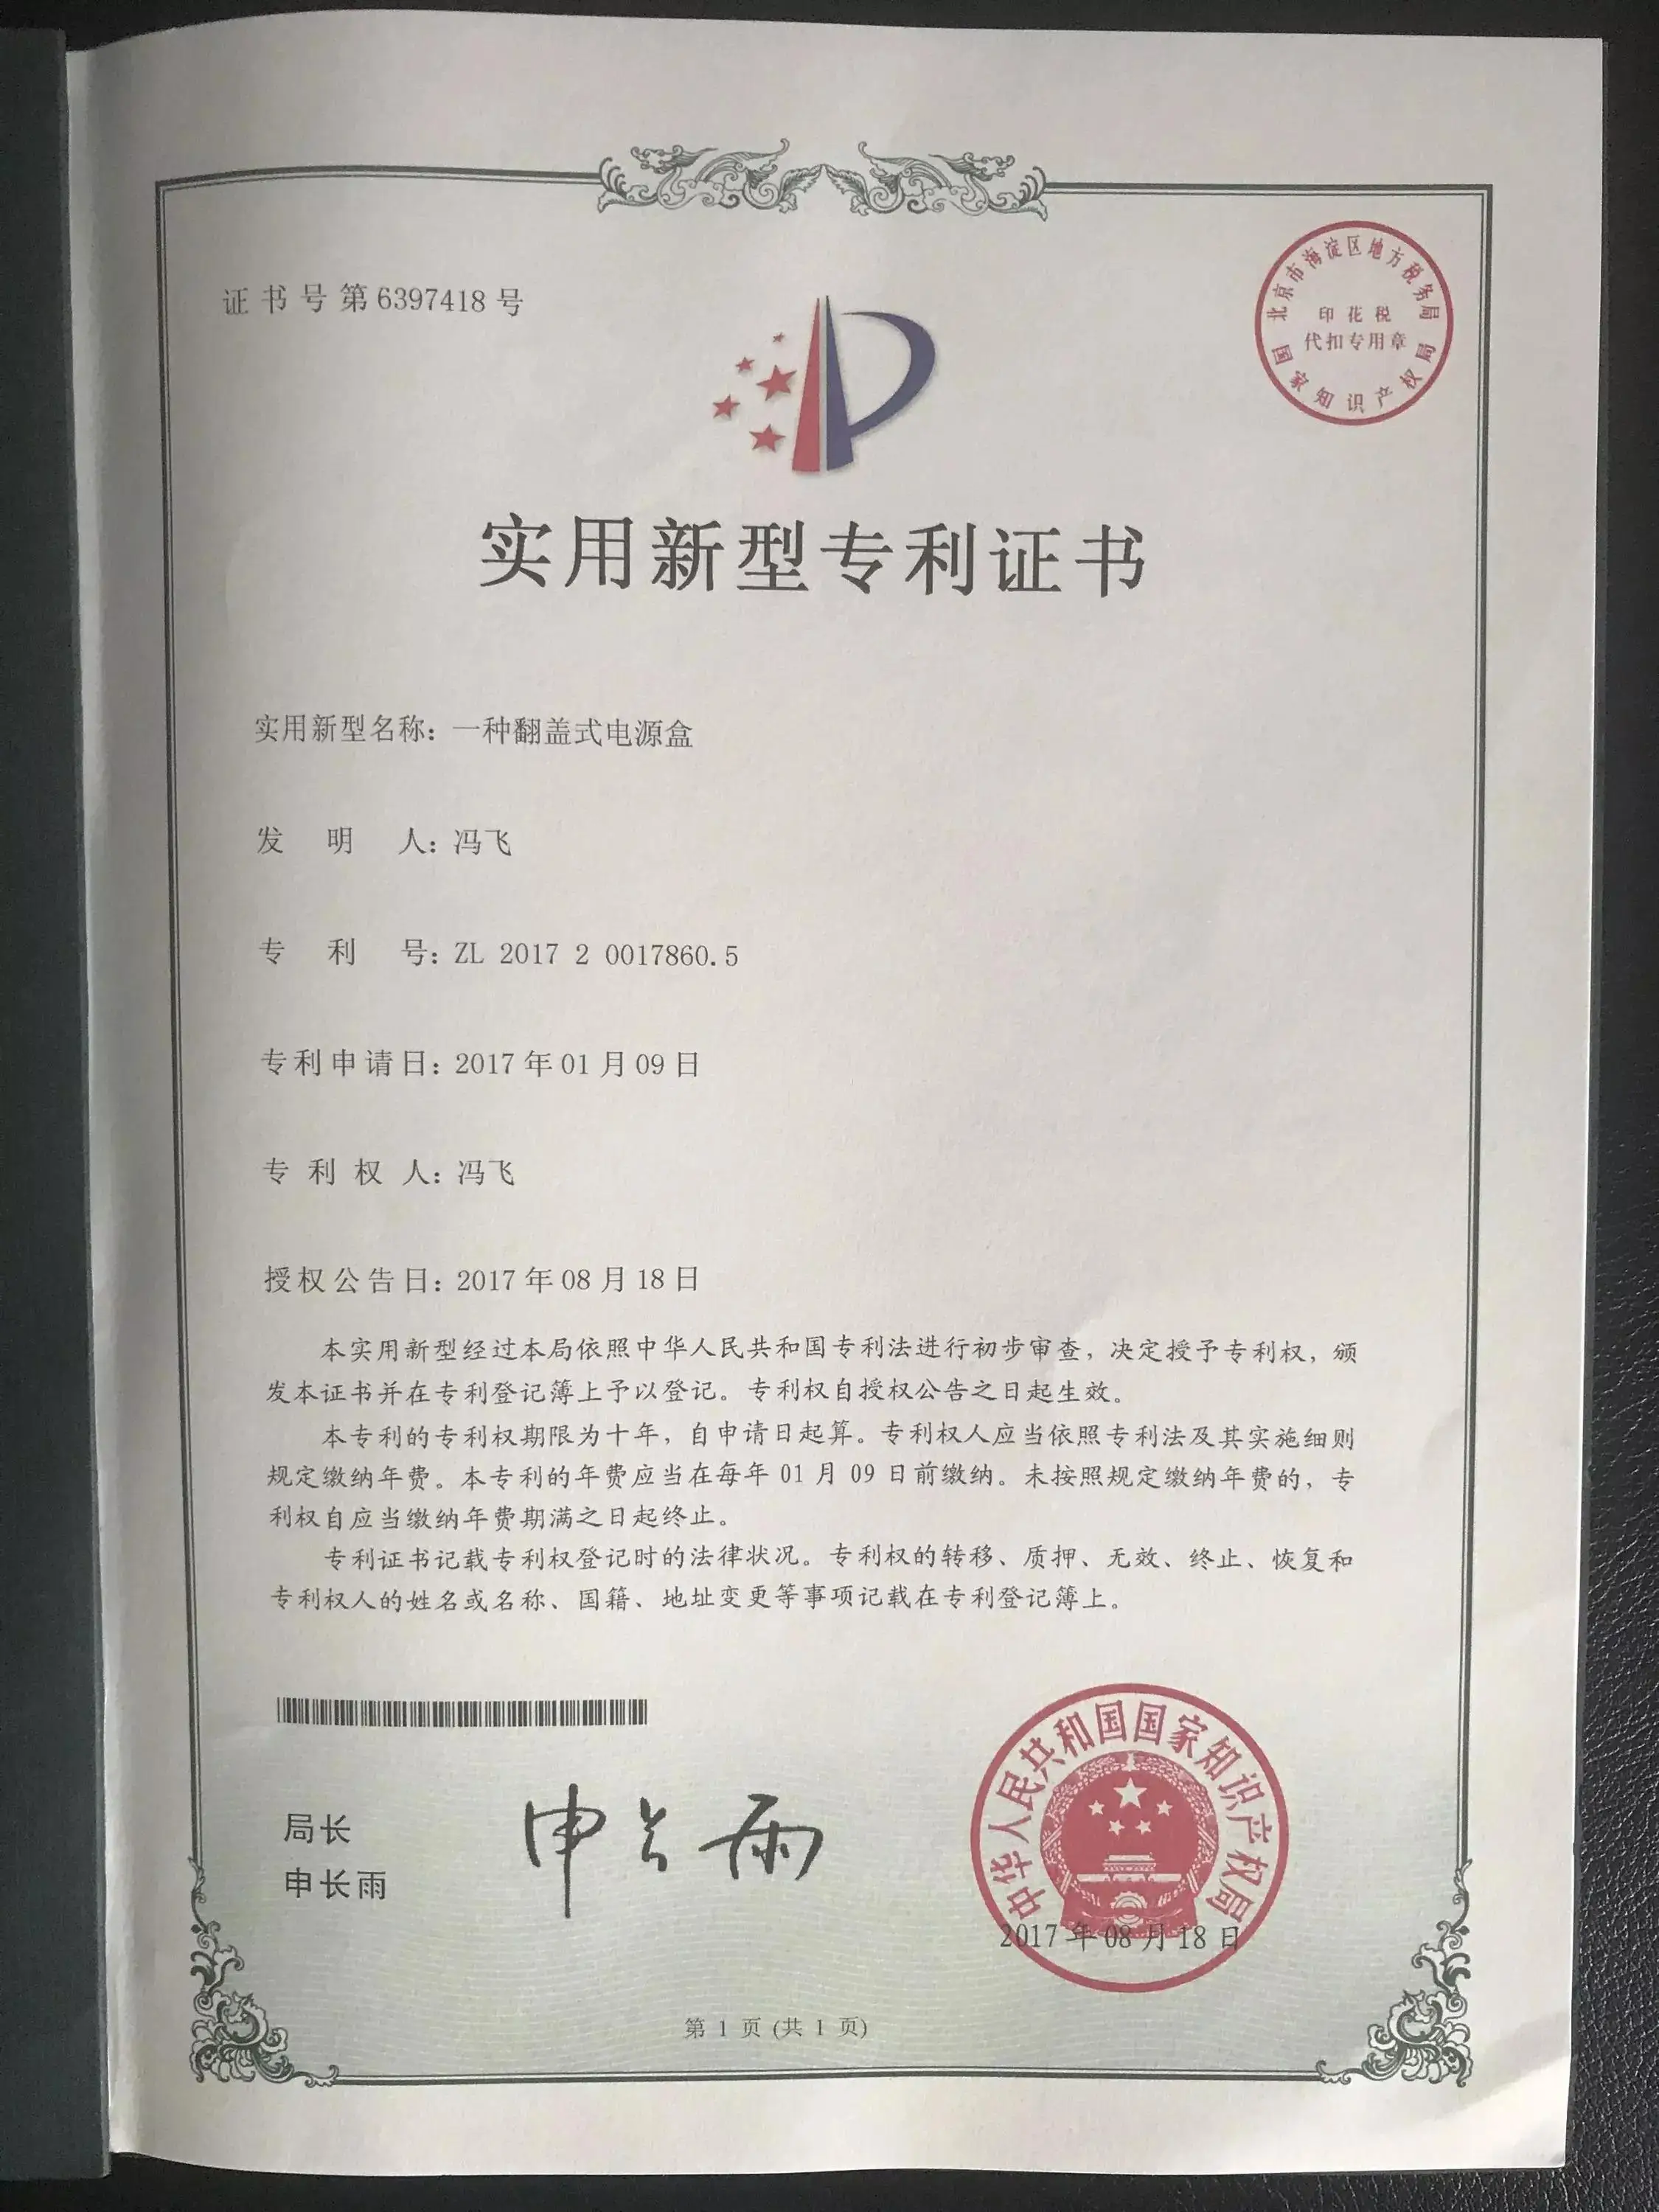 证书号第6397418号
北京市海淀区地方税务局
印花税
代扣专用章
国家知识产权局
实用新型专利证书
实用新型名称：一种翻盖式电源盒
发明人：冯飞
专利号：ZL 2017 2 0017860.5
专利申请日：2017年01月09日
专利权人：冯飞
授权公告日：2017年08月18日
本实用新型经过本局依照中华人民共和国专利法进行初步审查，决定授予专利权，颁
发本证书并在专利登记簿上予以登记。专利权自授权公告之日起生效。
本专利的专利权期限为十年，自申请日起算。专利权人应当依照专利法及其实施细则
规定缴纳年费。本专利的年费应当在每年01月09日前缴纳。未按照规定缴纳年费的，专
利权自应当缴纳年费期满之日起终止。
专利证书记载专利权登记时的法律状况。专利权的转移、质押、无效、终止、恢复和
专利权人的姓名或名称、国籍、地址变更等事项记载在专利登记簿上。
局长
申长雨
申长雨
中华人民共和国国家知识产权局
2017年08月18日
第1页(共1页)